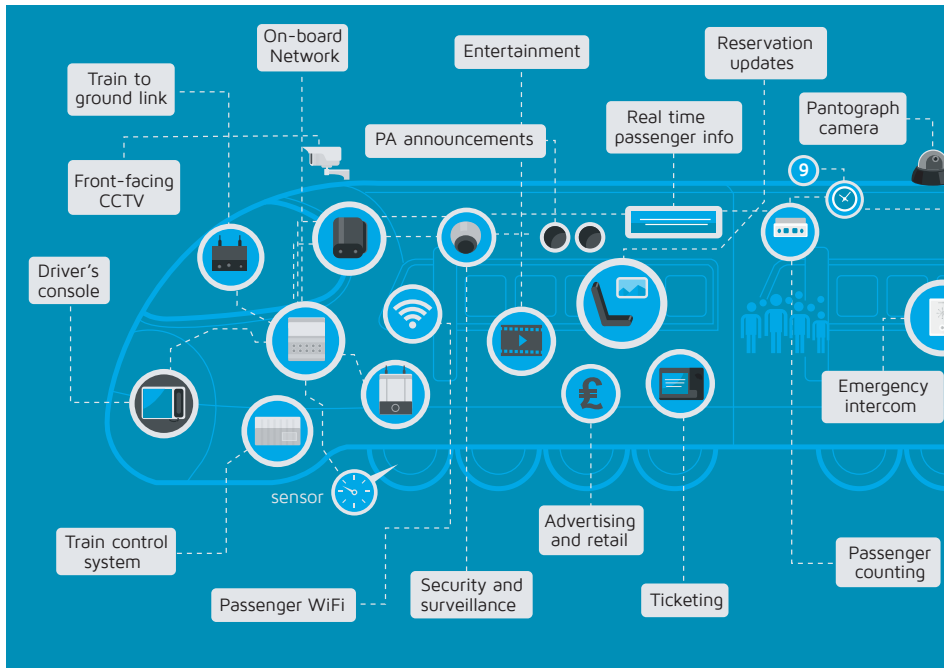 On-board
Network
Entertainment
Reservation
updates
Train to
ground link
PA announcements
Real time
passenger info
Pantograph
camera
Front-facing
CCTV
9
Driver's
console
Emergency
intercom
£
sensor
Train control
system
Advertising
and retail
Passenger
counting
Passenger WiFi
Security and
surveillance
Ticketing